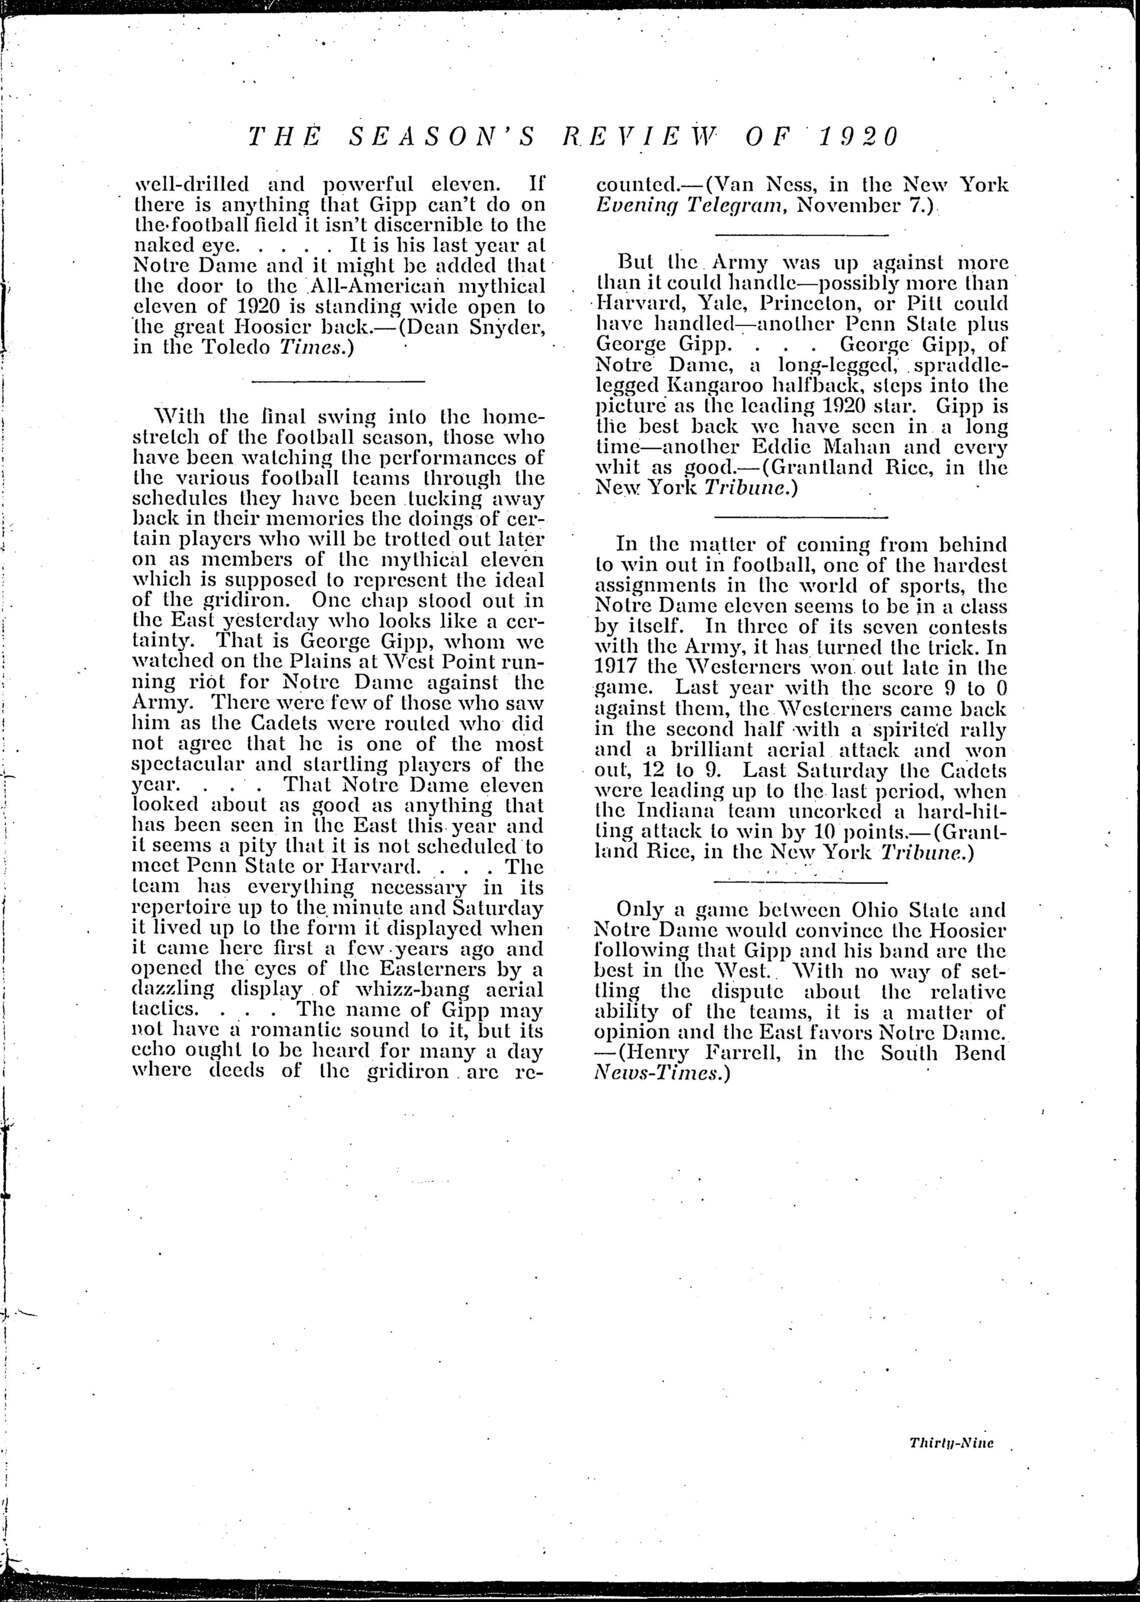 THE SEASON'S REVIEW OF 1920
well-drilled and powerful eleven. If
there is anything that Gipp can't do on
the football field it isn't discernible to the
naked eye. . . . . It is his last year at
Notre Dame and it might be added that
the door to the All-American mythical
eleven of 1920 is standing wide open to
the great Hoosier back.—(Dean Snyder,
in the Toledo Times.)
With the final swing into the home-
stretch of the football season, those who
have been watching the performances of
the various football teams through the
schedules they have been tucking away
back in their memories the doings of cer-
tain players who will be trotted out later
on as members of the mythical eleven
which is supposed to represent the ideal
of the gridiron. One chap stood out in
the East yesterday who looks like a cer-
tainty. That is George Gipp, whom we
watched on the Plains at West Point run-
ning riot for Notre Dame against the
Army. There were few of those who saw
him as the Cadets were routed who did
not agree that he is one of the most
spectacular and startling players of the
year. . . . That Notre Dame eleven
looked about as good as anything that
has been seen in the East this year and
it seems a pity that it is not scheduled to
meet Penn State or Harvard. . . . The
team has everything necessary in its
repertoire up to the minute and Saturday
it lived up to the form it displayed when
it came here first a few years ago and
opened the eyes of the Easterners by a
dazzling display of whizz-bang aerial
tactics. . . . The name of Gipp may
not have a romantic sound to it, but its
echo ought to be heard for many a day
where deeds of the gridiron are re-
counted.—(Van Ness, in the New York
Evening Telegram, November 7.)
But the Army was up against more
than it could handle—possibly more than
Harvard, Yale, Princeton, or Pitt could
have handled—another Penn State plus
George Gipp. . . . George Gipp, of
Notre Dame, a long-legged, spraddle-
legged Kangaroo halfback, steps into the
picture as the leading 1920 star. Gipp is
the best back we have seen in a long
time—another Eddie Mahan and every
whit as good.—(Grantland Rice, in the
New York Tribune.)
In the matter of coming from behind
to win out in football, one of the hardest
assignments in the world of sports, the
Notre Dame eleven seems to be in a class
by itself. In three of its seven contests
with the Army, it has turned the trick. In
1917 the Westerners won out late in the
game. Last year with the score 9 to 0
against them, the Westerners came back
in the second half with a spirited rally
and a brilliant aerial attack and won
out, 12 to 9. Last Saturday the Cadets
were leading up to the last period, when
the Indiana team uncorked a hard-hit-
ting attack to win by 10 points.—(Grant-
land Rice, in the New York Tribune.)
Only a game between Ohio State and
Notre Dame would convince the Hoosier
following that Gipp and his band are the
best in the West. With no way of set-
tling the dispute about the relative
ability of the teams, it is a matter of
opinion and the East favors Notre Dame.
—(Henry Farrell, in the South Bend
News-Times.)
Thirty-Nine